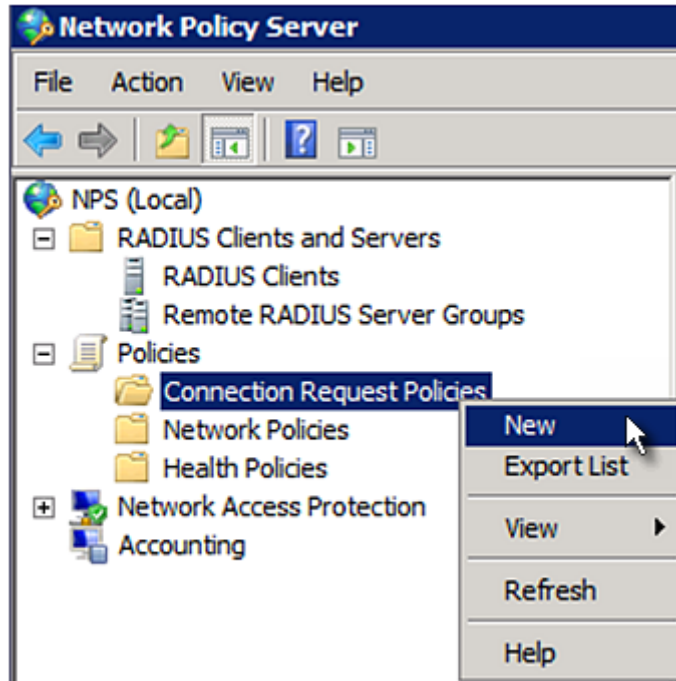 Network Policy Server
File Action View Help
NPS (Local)
RADIUS Clients and Servers
RADIUS Clients
Remote RADIUS Server Groups
Policies
Connection Request Policies
Network Policies
Health Policies
Network Access Protection
Accounting
New
Export List
View
Refresh
Help